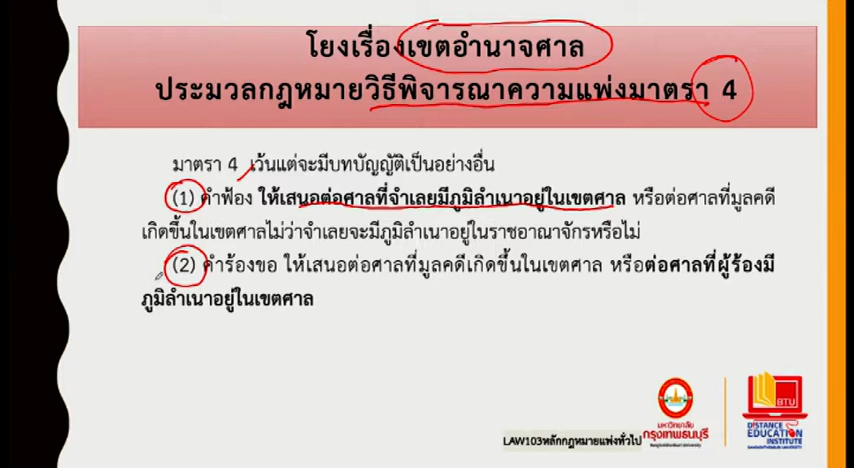 โยงเรื่องเขตอำนาจศาล
ประมวลกฎหมายวิธีพิจารณาความแพ่งมาตรา 4
มาตรา 4 เว้นแต่จะมีบทบัญญัติเป็นอย่างอื่น
(1) คำฟ้อง ให้เสนอต่อศาลที่จำเลยมีภูมิลำเนาอยู่ในเขตศาล หรือต่อศาลที่มูลคดี
เกิดขึ้นในเขตศาลไม่ว่าจำเลยจะมีภูมิลำเนาอยู่ในราชอาณาจักรหรือไม่
(2) คำร้องขอ ให้เสนอต่อศาลที่มูลคดีเกิดขึ้นในเขตศาล หรือต่อศาลที่ผู้ร้องมี
ภูมิลำเนาอยู่ในเขตศาล
LAW103หลักกฎหมายแพ่งทั่วไป
มหาวิทยาลัย
กรุงเทพธนบุรี
BTU
DISTANCE
EDUCATION
INSTITUTE